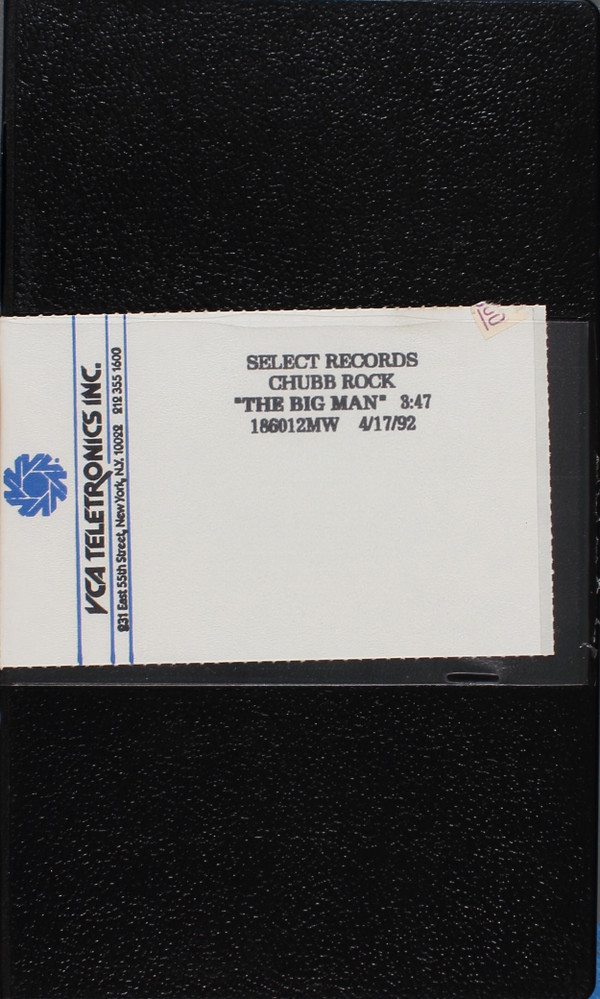 SELECT RECORDS
CHUBB ROCK
"THE BIG MAN" 3:47
186012MW 4/17/92
VCA TELETRONICS INC.
231 East 55th Street, New York, N.Y. 10022 212 355 1600